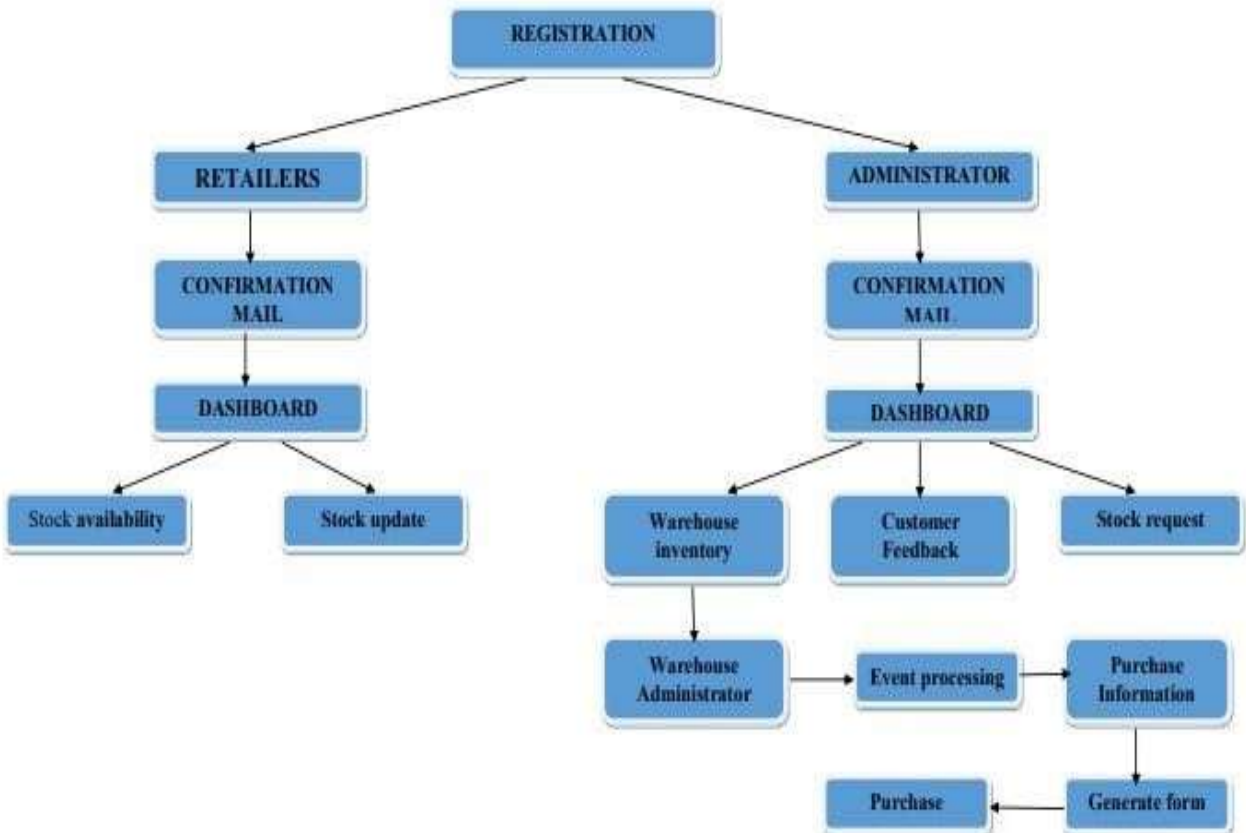 REGISTRATION
RETAILERS
ADMINISTRATOR
CONFIRMATION
MAIL
CONFIRMATION
MAIL
DASHBOARD
DASHBOARD
Stock availability
Stock update
Warehouse
inventory
Customer
Feedback
Stock request
Warehouse
Administrator
Event processing
Purchase
Information
Purchase
Generate form